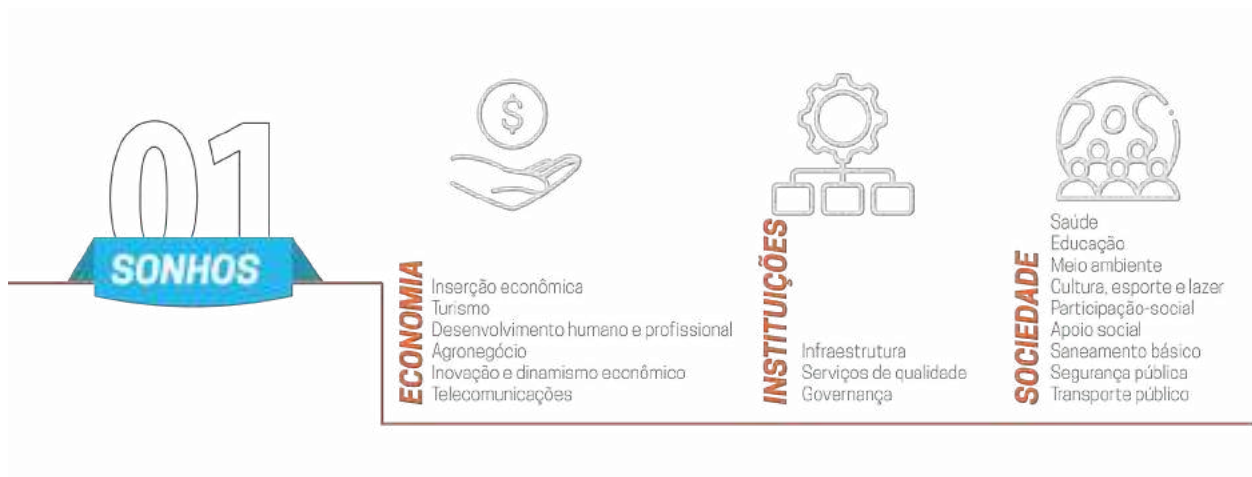 01
SONHOS
$
ECONOMIA
Inserção econômica
Turismo
Desenvolvimento humano e profissional
Agronegócio
Inovação e dinamismo econômico
Telecomunicações
INSTITUIÇÕES
Infraestrutura
Serviços de qualidade
Governança
SOCIEDADE
Saúde
Educação
Meio ambiente
Cultura, esporte e lazer
Participação-social
Apoio social
Saneamento básico
Segurança pública
Transporte público